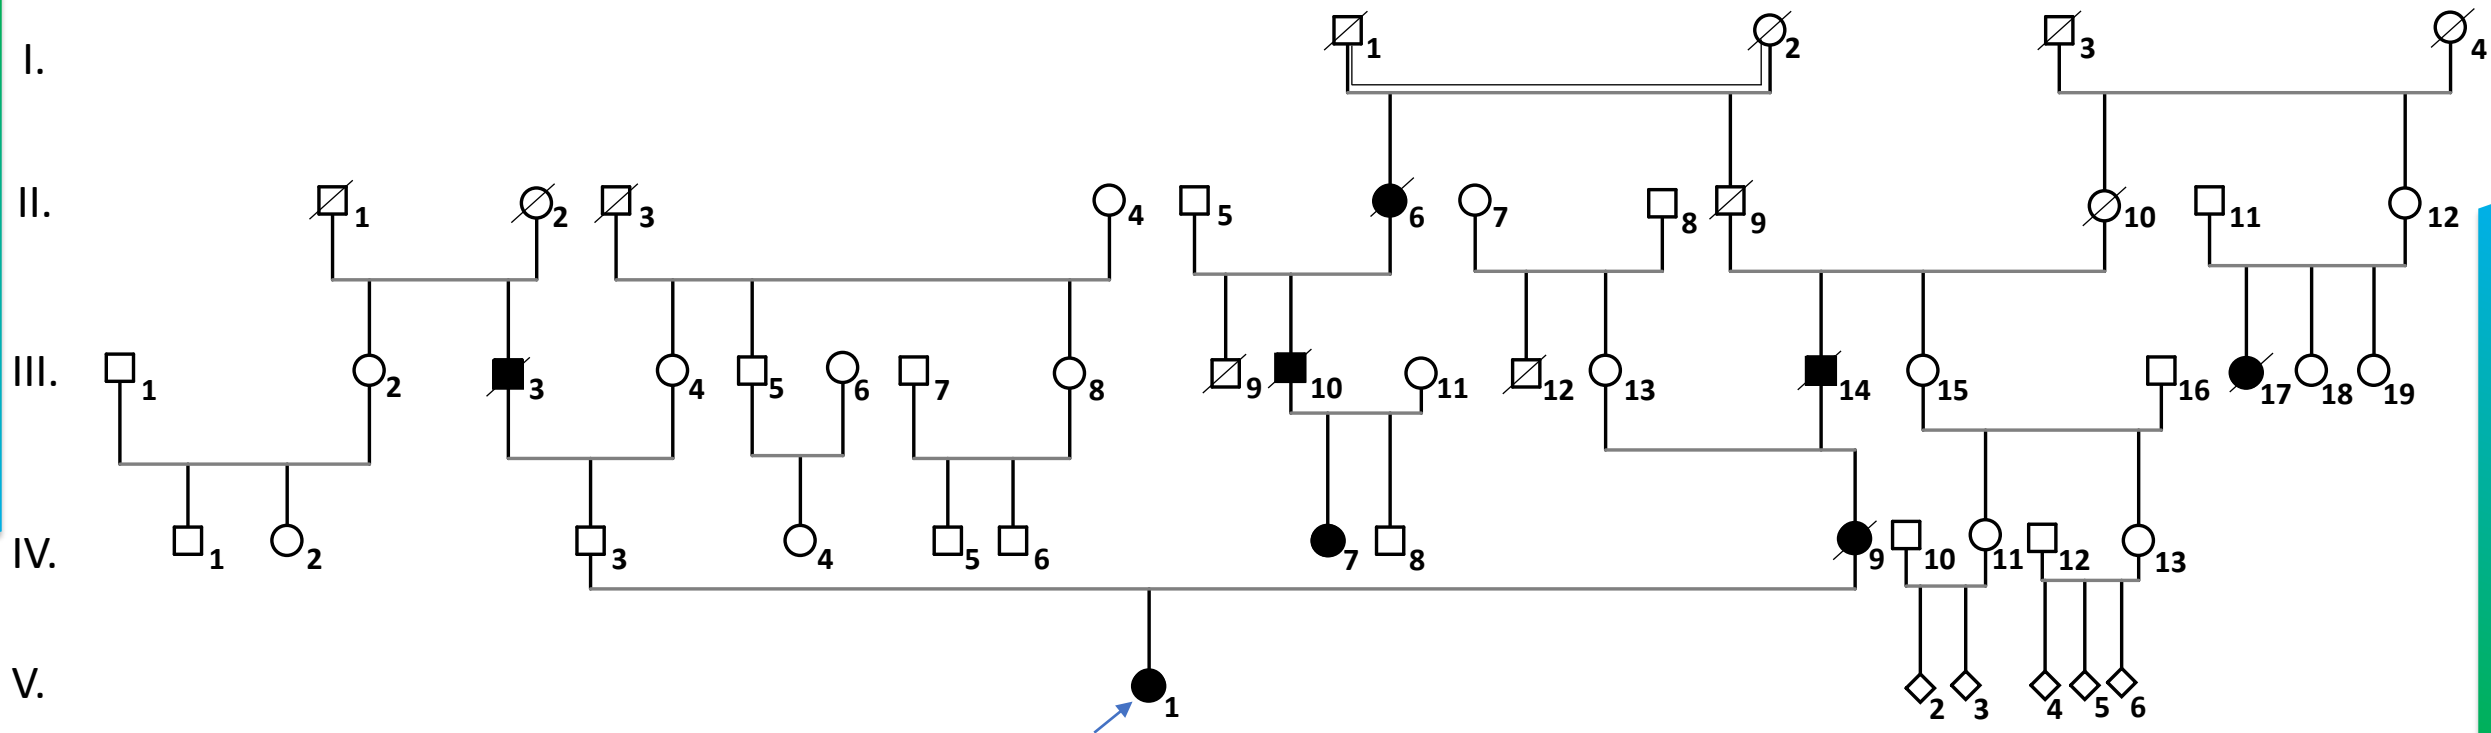 I. 1 2 3 4
II. 1 2 3 4 5 6 7 8 9 10 11 12
III. 1 2 3 4 5 6 7 8 9 10 11 12 13 14 15 16 17 18 19
IV. 1 2 3 4 5 6 7 8 9 10 11 12 13
V. 1 2 3 4 5 6